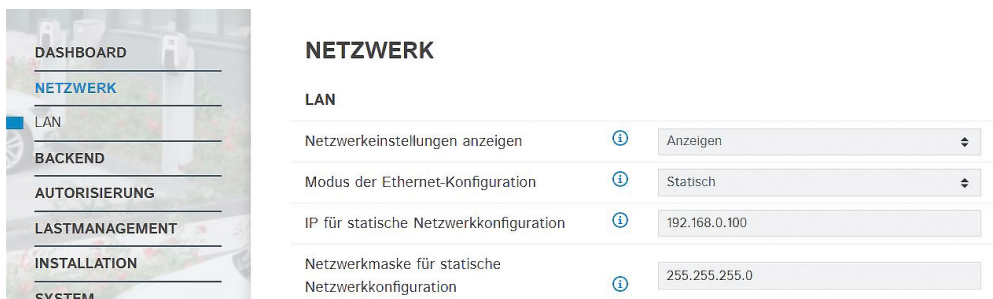 DASHBOARD
NETZWERK
LAN
BACKEND
AUTORISIERUNG
LASTMANAGEMENT
INSTALLATION
SYSTEM
NETZWERK
LAN
Netzwerkeinstellungen anzeigen
Anzeigen
Modus der Ethernet-Konfiguration
Statisch
IP für statische Netzwerkkonfiguration
192.168.0.100
Netzwerkmaske für statische
Netzwerkkonfiguration
255.255.255.0